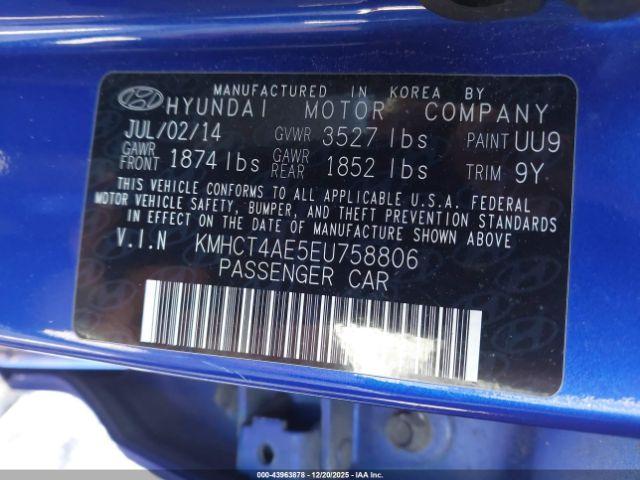 MANUFACTURED IN KOREA BY
HYUNDAI MOTOR COMPANY
JUL/02/14 GVWR 3527 lbs PAINT UU9
GAWR FRONT 1874 lbs GAWR REAR 1852 lbs TRIM 9Y
THIS VEHICLE CONFORMS TO ALL APPLICABLE U.S.A. FEDERAL
MOTOR VEHICLE SAFETY, BUMPER, AND THEFT PREVENTION STANDARDS
IN EFFECT ON THE DATE OF MANUFACTURE SHOWN ABOVE
V.I.N KMHCT4AE5EU758806
PASSENGER CAR
000-43963878 - 12/20/2025 - IAA, Inc.